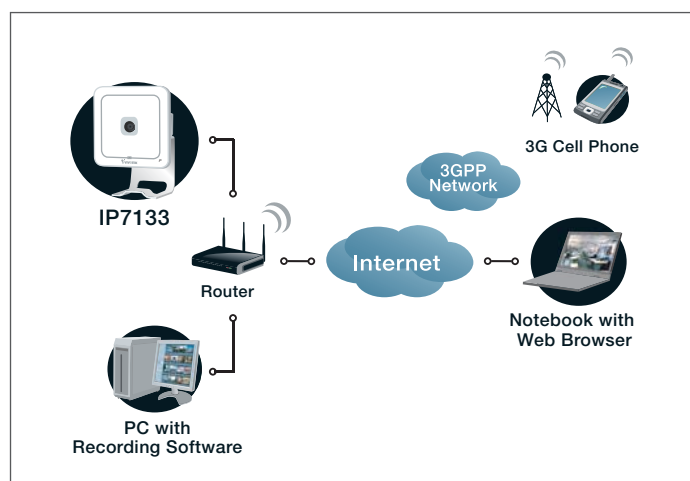 3G Cell Phone
3GPP
Network
IP7133
Internet
Router
Notebook with
Web Browser
PC with
Recording Software